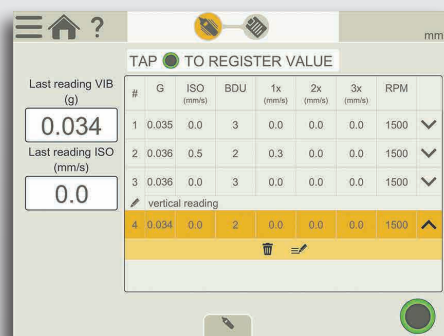 ?
mm
TAP TO REGISTER VALUE
Last reading VIB
(g)
0.034
Last reading ISO
(mm/s)
0.0
# G ISO (mm/s) BDU 1x (mm/s) 2x (mm/s) 3x (mm/s) RPM
1 0.035 0.0 3 0.0 0.0 0.0 1500
2 0.036 0.5 2 0.3 0.0 0.0 1500
3 0.036 0.0 3 0.0 0.0 0.0 1500
vertical reading
4 0.034 0.0 2 0.0 0.0 0.0 1500